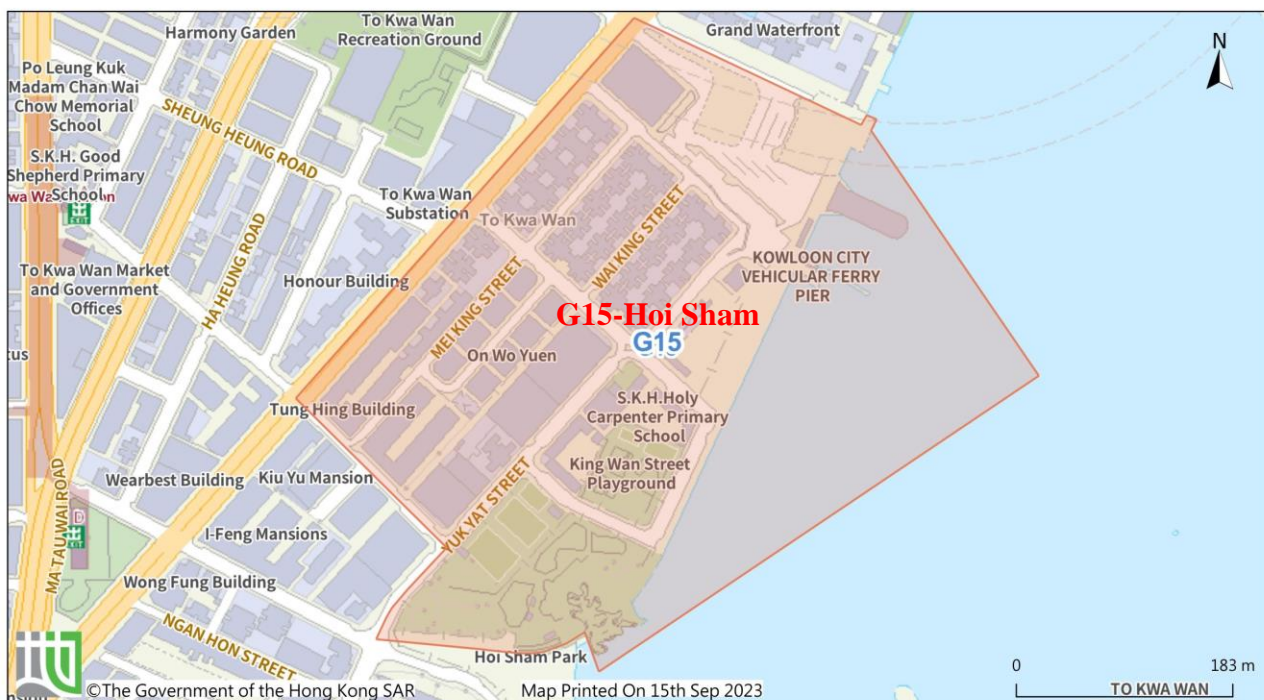 Harmony Garden
To Kwa Wan
Recreation Ground
Grand Waterfront
N
Po Leung Kuk
Madam Chan Wai
Chow Memorial
School
SHEUNG HEUNG ROAD
S.K.H. Good
Shepherd Primary
School
EXIT
To Kwa Wan
Substation
To Kwa Wan
WAI KING STREET
HA HEUNG ROAD
To Kwa Wan Market
and Government
Offices
Honour Building
MEI KING STREET
KOWLOON CITY
VEHICULAR FERRY
PIER
G15-Hoi Sham
G15
On Wo Yuen
S.K.H.Holy
Carpenter Primary
School
Tung Hing Building
King Wan Street
Playground
Wearbest Building
Kiu Yu Mansion
YUK YAT STREET
MA TAU WAI ROAD
D
EXIT
I-Feng Mansions
Wong Fung Building
NGAN HON STREET
Hoi Sham Park
0
183 m
©The Government of the Hong Kong SAR
Map Printed On 15th Sep 2023
TO KWA WAN